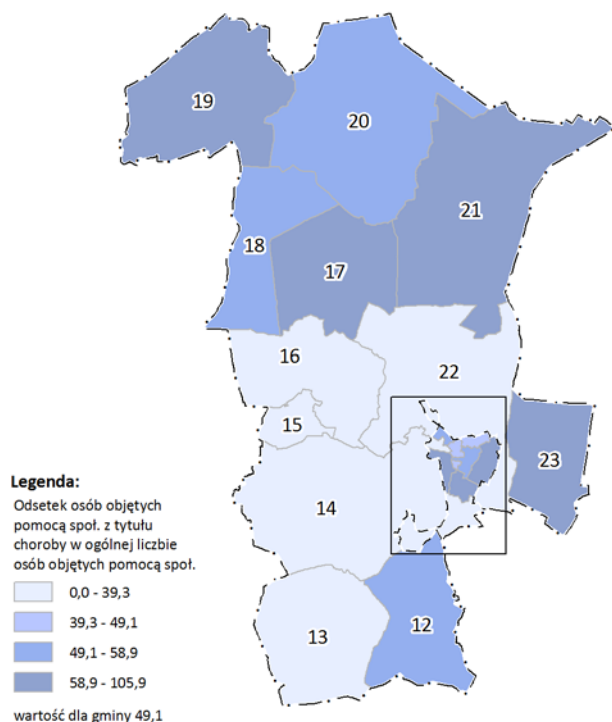 19
20
21
18
17
16
22
15
23
14
13
12
Legenda:
Odsetek osób objętych
pomocą społ. z tytułu
choroby w ogólnej liczbie
osób objętych pomocą społ.
0,0 - 39,3
39,3 - 49,1
49,1 - 58,9
58,9 - 105,9
wartość dla gminy 49,1